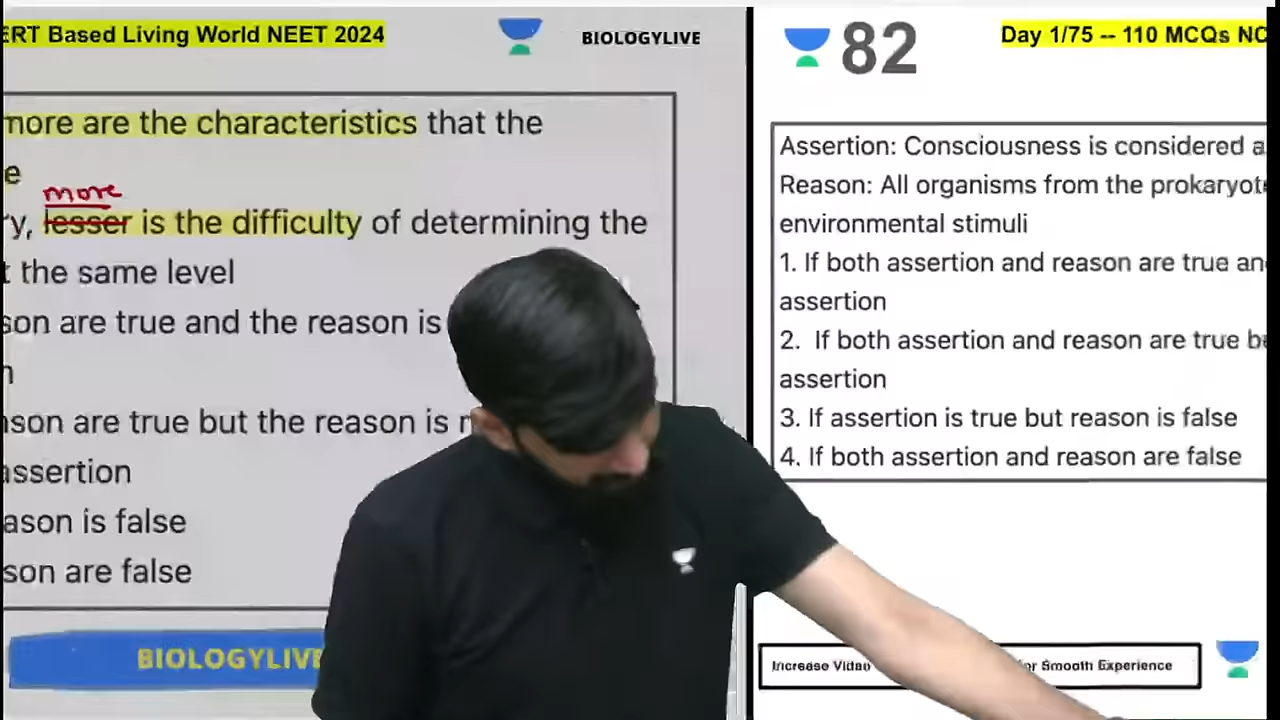 ERT Based Living World NEET 2024
BIOLOGYLIVE
more are the characteristics that the
e
more
ry, lesser is the difficulty of determining the
t the same level
son are true and the reason is
n
ason are true but the reason is
assertion
ason is false
son are false
BIOLOGYLIVE
82
Day 1/75 -- 110 MCQs NC
Assertion: Consciousness is considered a
Reason: All organisms from the prokaryot
environmental stimuli
1. If both assertion and reason are true an
assertion
2. If both assertion and reason are true b
assertion
3. If assertion is true but reason is false
4. If both assertion and reason are false
Increase Video
for Smooth Experience